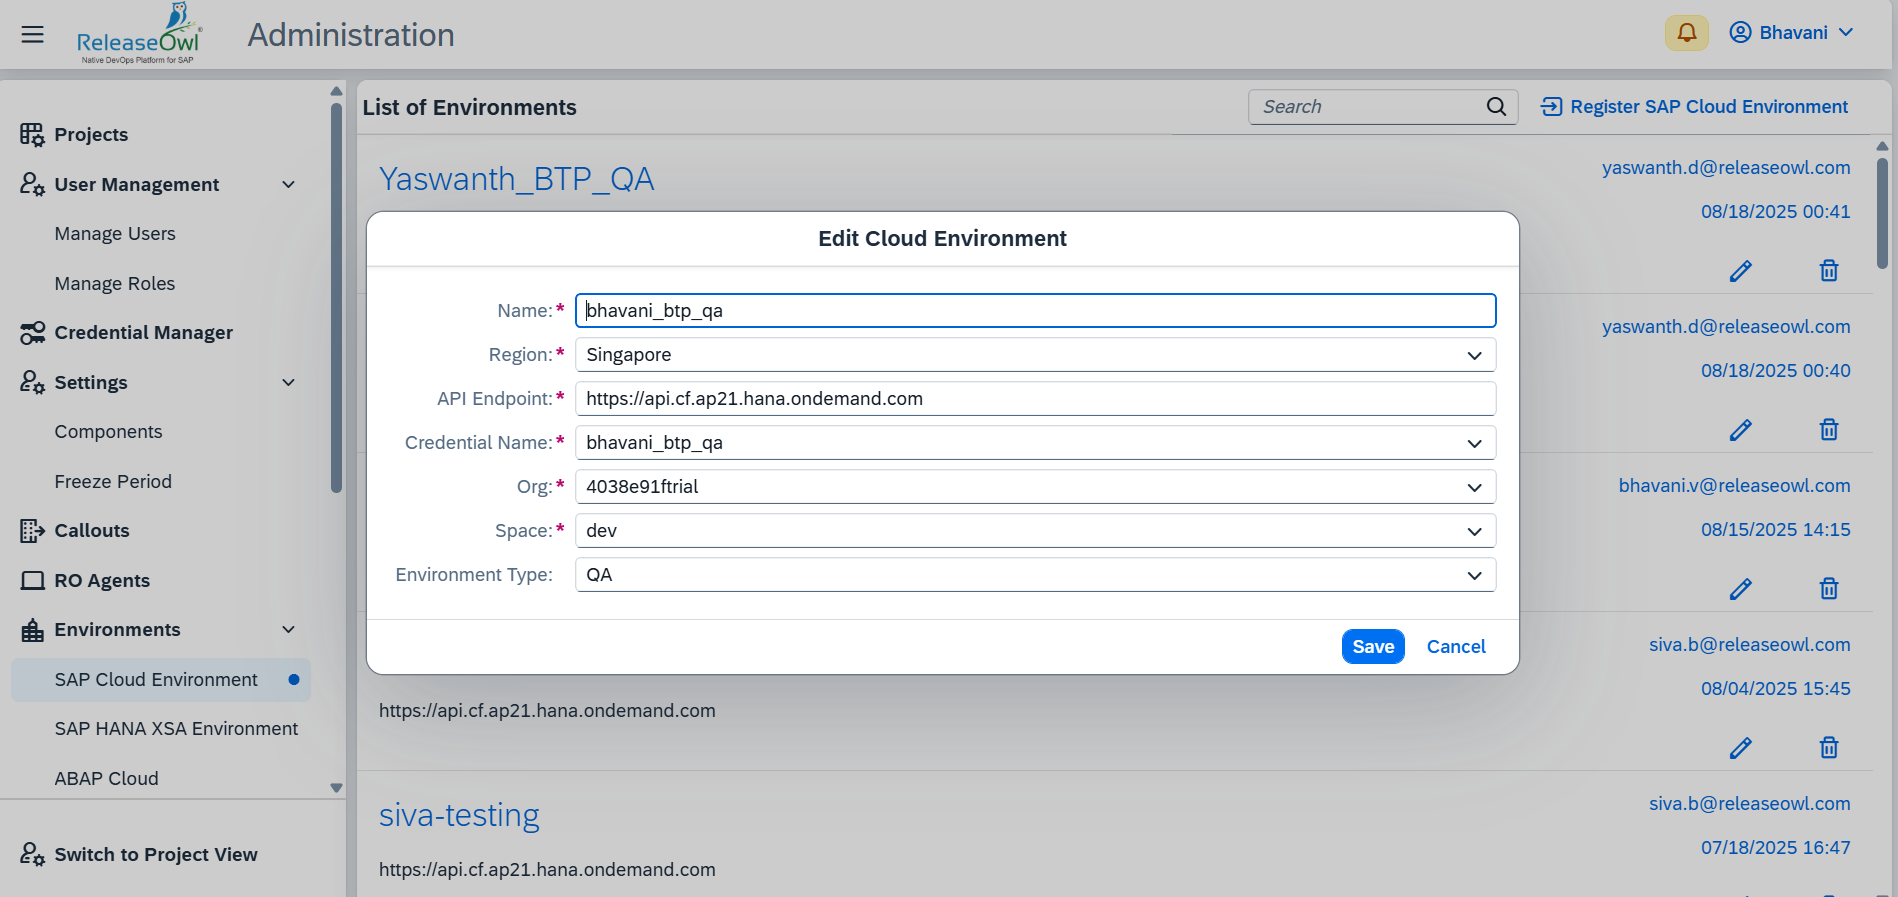 ReleaseOwl
Native DevOps Platform for SAP
Administration
Bhavani
Projects
User Management
Manage Users
Manage Roles
Credential Manager
Settings
Components
Freeze Period
Callouts
RO Agents
Environments
SAP Cloud Environment
SAP HANA XSA Environment
ABAP Cloud
Switch to Project View
List of Environments
Search
Register SAP Cloud Environment
Yaswanth_BTP_QA
yaswanth.d@releaseowl.com
08/18/2025 00:41
yaswanth.d@releaseowl.com
08/18/2025 00:40
bhavani.v@releaseowl.com
08/15/2025 14:15
siva.b@releaseowl.com
08/04/2025 15:45
https://api.cf.ap21.hana.ondemand.com
siva-testing
siva.b@releaseowl.com
07/18/2025 16:47
https://api.cf.ap21.hana.ondemand.com
Edit Cloud Environment
Name:* bhavani_btp_qa
Region:* Singapore
API Endpoint:* https://api.cf.ap21.hana.ondemand.com
Credential Name:* bhavani_btp_qa
Org:* 4038e91ftrial
Space:* dev
Environment Type: QA
Save Cancel